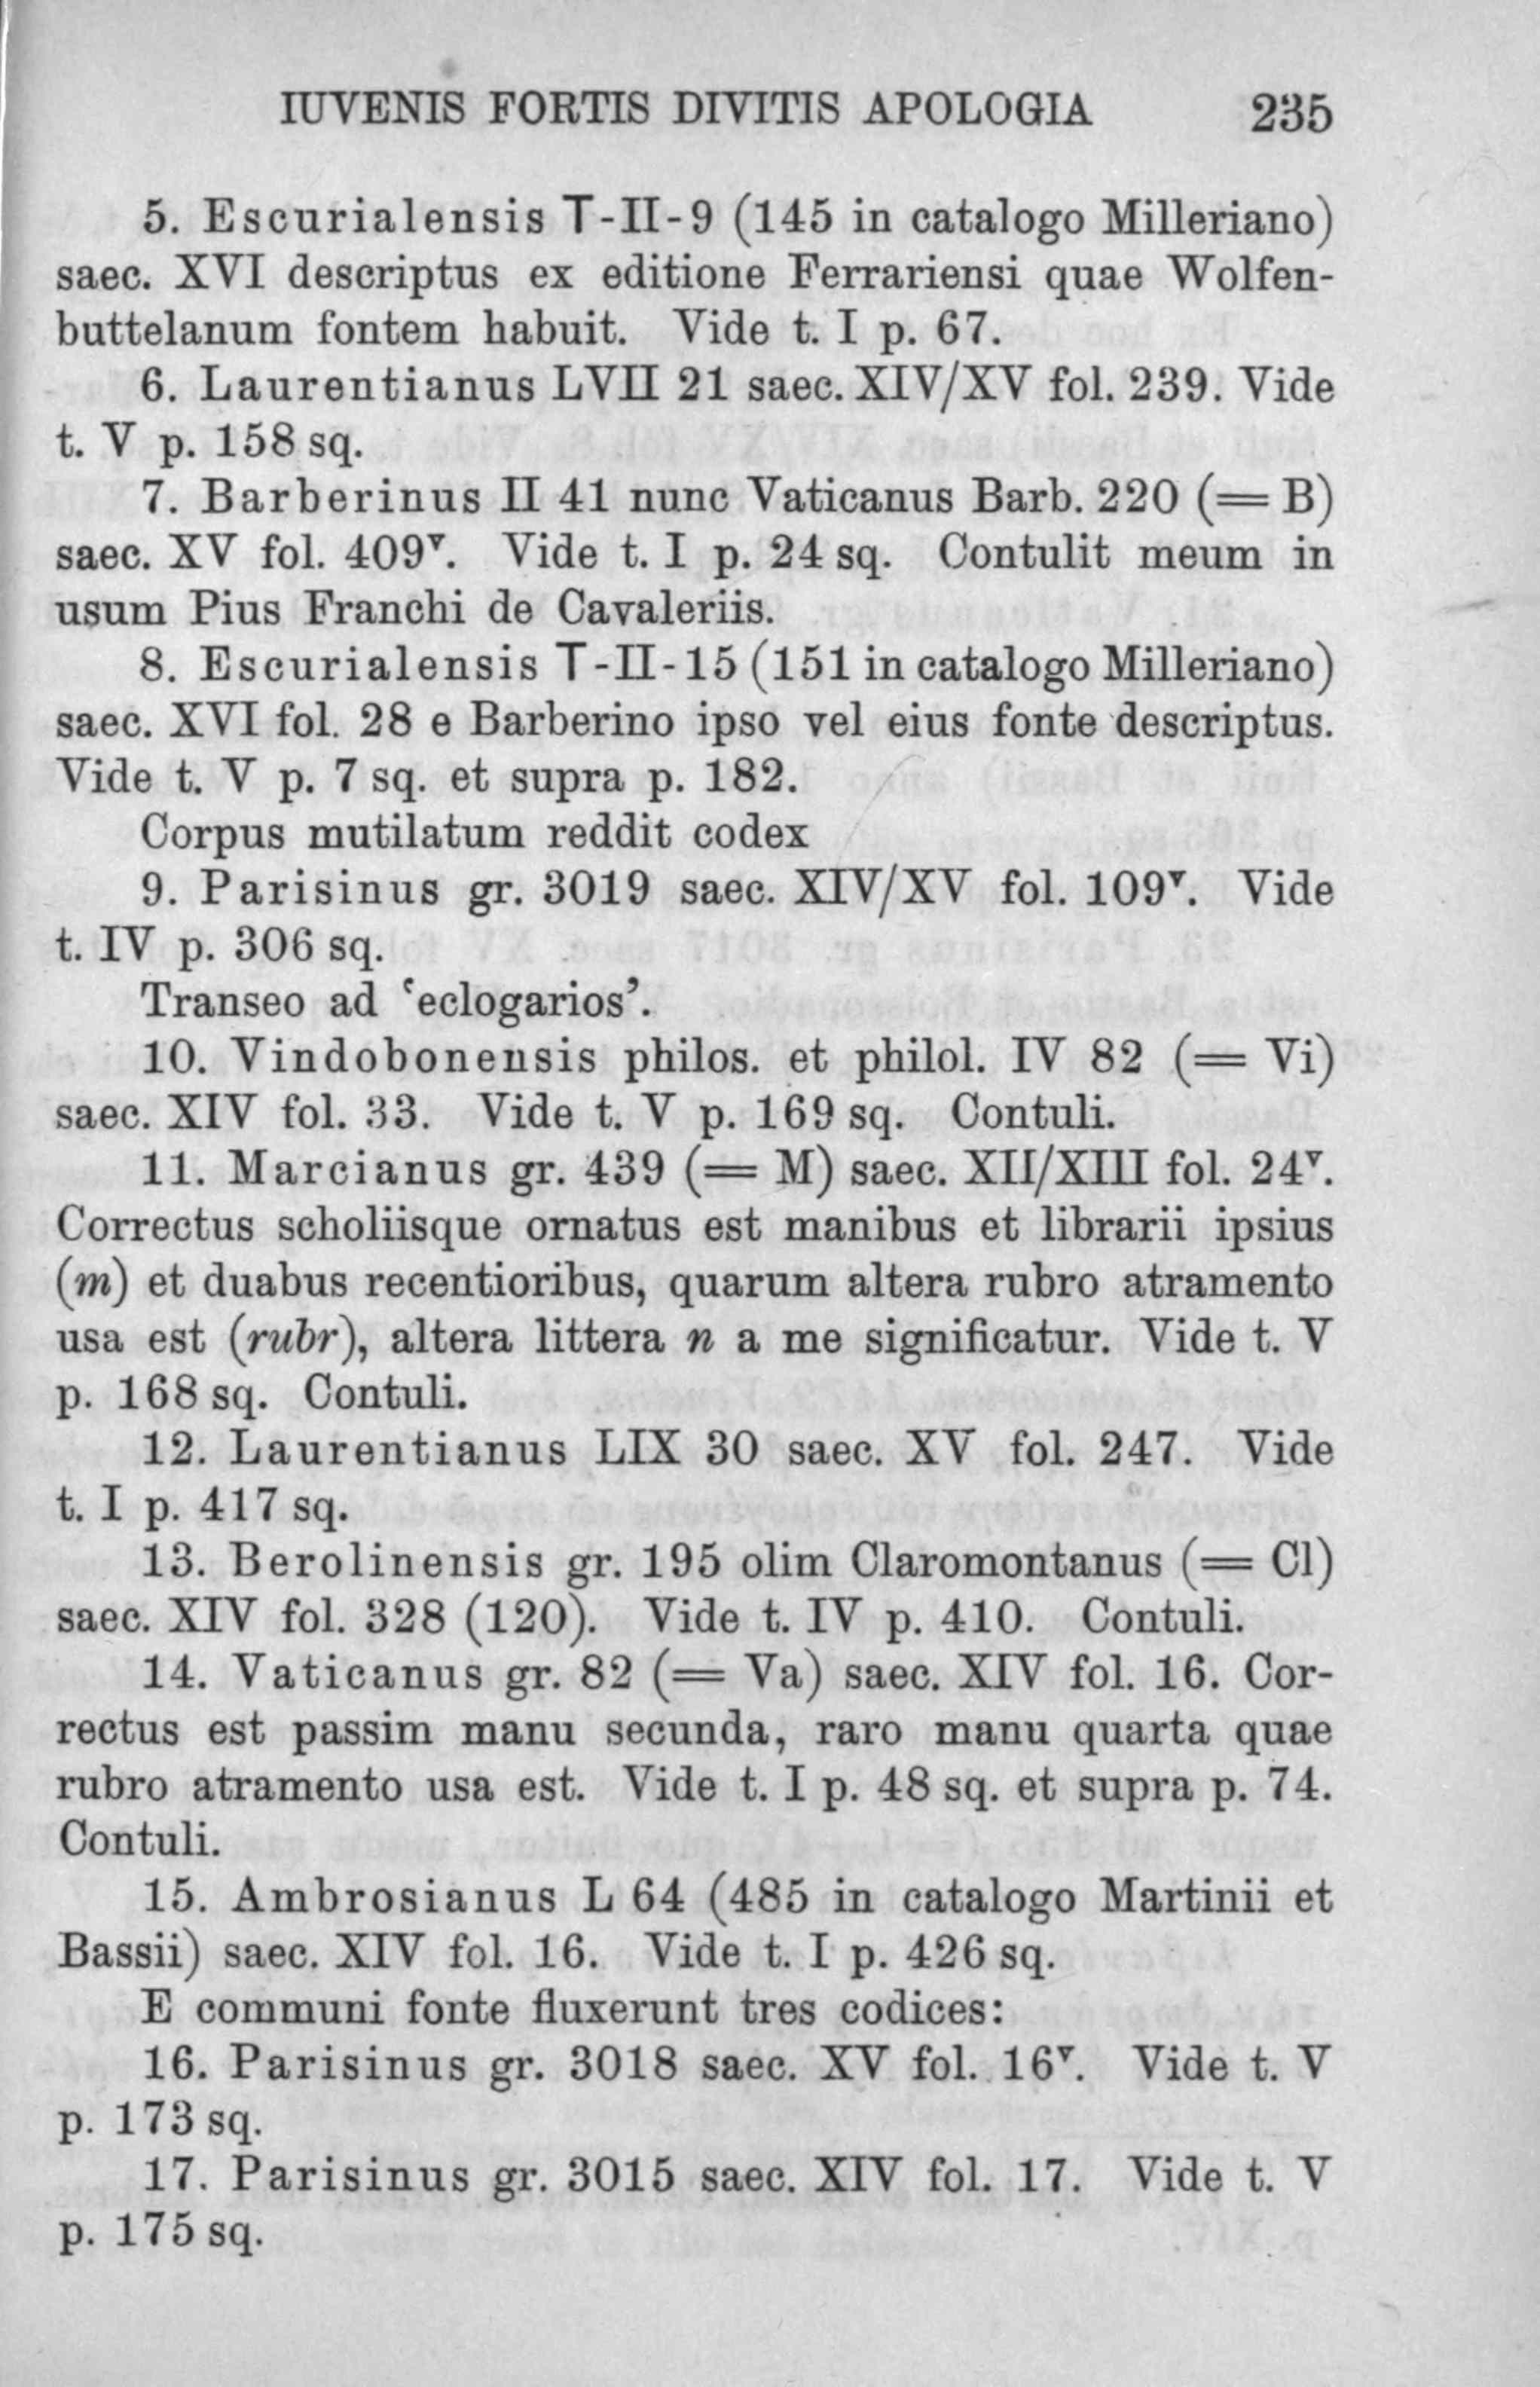 IUVENIS FORTIS DIVITIS APOLOGIA 235
5. Escurialensis T-II-9 (145 in catalogo Milleriano)
saec. XVI descriptus ex editione Ferrariensi quae Wolfen-
buttelanum fontem habuit. Vide t. I p. 67.
6. Laurentianus LVII 21 saec. XIV/XV fol. 239. Vide
t. V p. 158 sq.
7. Barberinus II 41 nunc Vaticanus Barb. 220 (= B)
saec. XV fol. 409ᵛ. Vide t. I p. 24 sq. Contulit meum in
usum Pius Franchi de Cavaleriis.
8. Escurialensis T-II-15 (151 in catalogo Milleriano)
saec. XVI fol. 28 e Barberino ipso vel eius fonte descriptus.
Vide t. V p. 7 sq. et supra p. 182.
Corpus mutilatum reddit codex
9. Parisinus gr. 3019 saec. XIV/XV fol. 109ᵛ. Vide
t. IV p. 306 sq.
Transeo ad ‘eclogarios’.
10. Vindobonensis philos. et philol. IV 82 (= Vi)
saec. XIV fol. 33. Vide t. V p. 169 sq. Contuli.
11. Marcianus gr. 439 (= M) saec. XII/XIII fol. 24ᵛ.
Correctus scholiisque ornatus est manibus et librarii ipsius
(m) et duabus recentioribus, quarum altera rubro atramento
usa est (rubr), altera littera n a me significatur. Vide t. V
p. 168 sq. Contuli.
12. Laurentianus LIX 30 saec. XV fol. 247. Vide
t. I p. 417 sq.
13. Berolinensis gr. 195 olim Claromontanus (= Cl)
saec. XIV fol. 328 (120). Vide t. IV p. 410. Contuli.
14. Vaticanus gr. 82 (= Va) saec. XIV fol. 16. Cor-
rectus est passim manu secunda, raro manu quarta quae
rubro atramento usa est. Vide t. I p. 48 sq. et supra p. 74.
Contuli.
15. Ambrosianus L 64 (485 in catalogo Martinii et
Bassii) saec. XIV fol. 16. Vide t. I p. 426 sq.
E communi fonte fluxerunt tres codices:
16. Parisinus gr. 3018 saec. XV fol. 16ᵛ. Vide t. V
p. 173 sq.
17. Parisinus gr. 3015 saec. XIV fol. 17. Vide t. V
p. 175 sq.